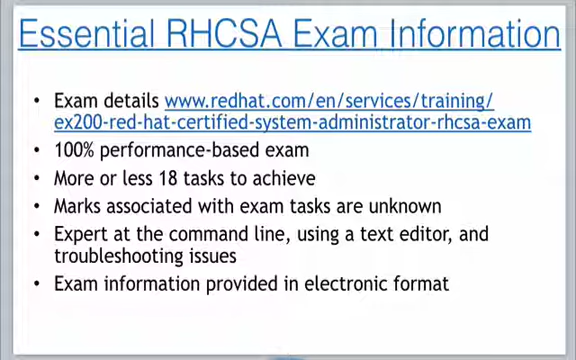 Essential RHCSA Exam Information
• Exam details www.redhat.com/en/services/training/
ex200-red-hat-certified-system-administrator-rhcsa-exam
• 100% performance-based exam
• More or less 18 tasks to achieve
• Marks associated with exam tasks are unknown
• Expert at the command line, using a text editor, and
troubleshooting issues
• Exam information provided in electronic format